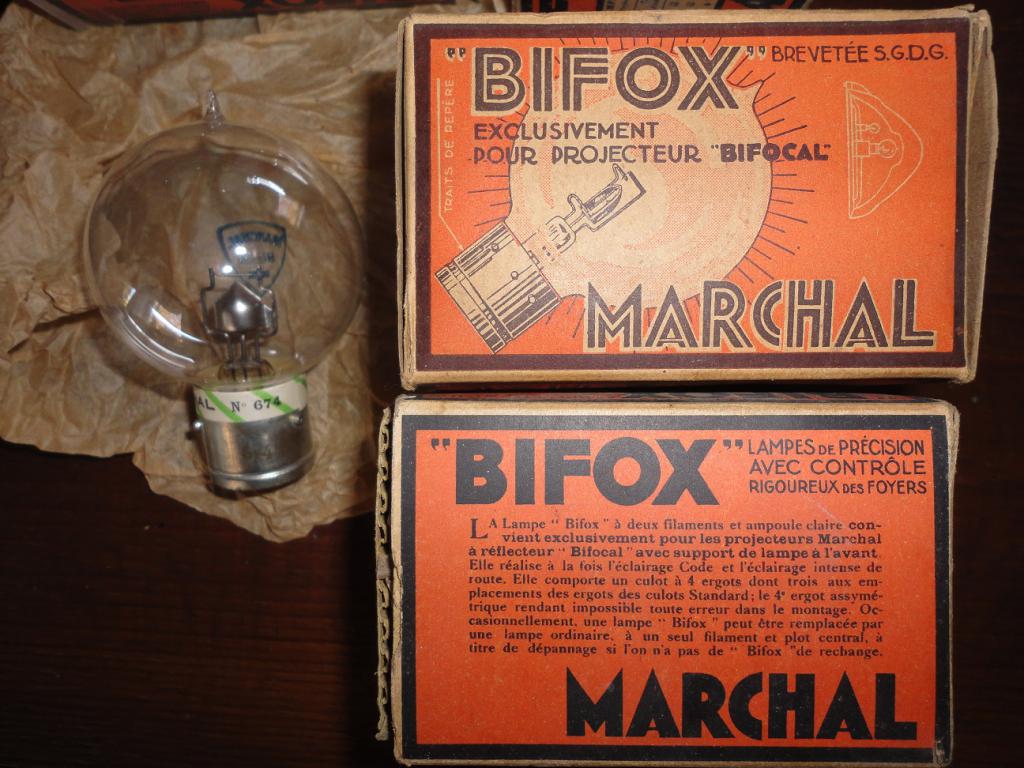 "BIFOX" BREVETÉE S.G.D.G.
TRAITS DE REPÈRE
EXCLUSIVEMENT
POUR PROJECTEUR "BIFOCAL"
MARCHAL
MARCHAL
AL Nº 674
"BIFOX" LAMPES DE PRÉCISION
AVEC CONTRÔLE
RIGOUREUX DES FOYERS
LA Lampe " Bifox " à deux filaments et ampoule claire con-
vient exclusivement pour les projecteurs Marchal
à réflecteur " Bifocal " avec support de lampe à l'avant.
Elle réalise à la fois l'éclairage Code et l'éclairage intense de
route. Elle comporte un culot à 4 ergots dont trois aux em-
placements des ergots des culots Standard; le 4e ergot assymé-
trique rendant impossible toute erreur dans le montage. Oc-
casionnellement, une lampe " Bifox " peut être remplacée par
une lampe ordinaire, à un seul filament et plot central, à
titre de dépannage si l'on n'a pas de " Bifox " de rechange.
MARCHAL